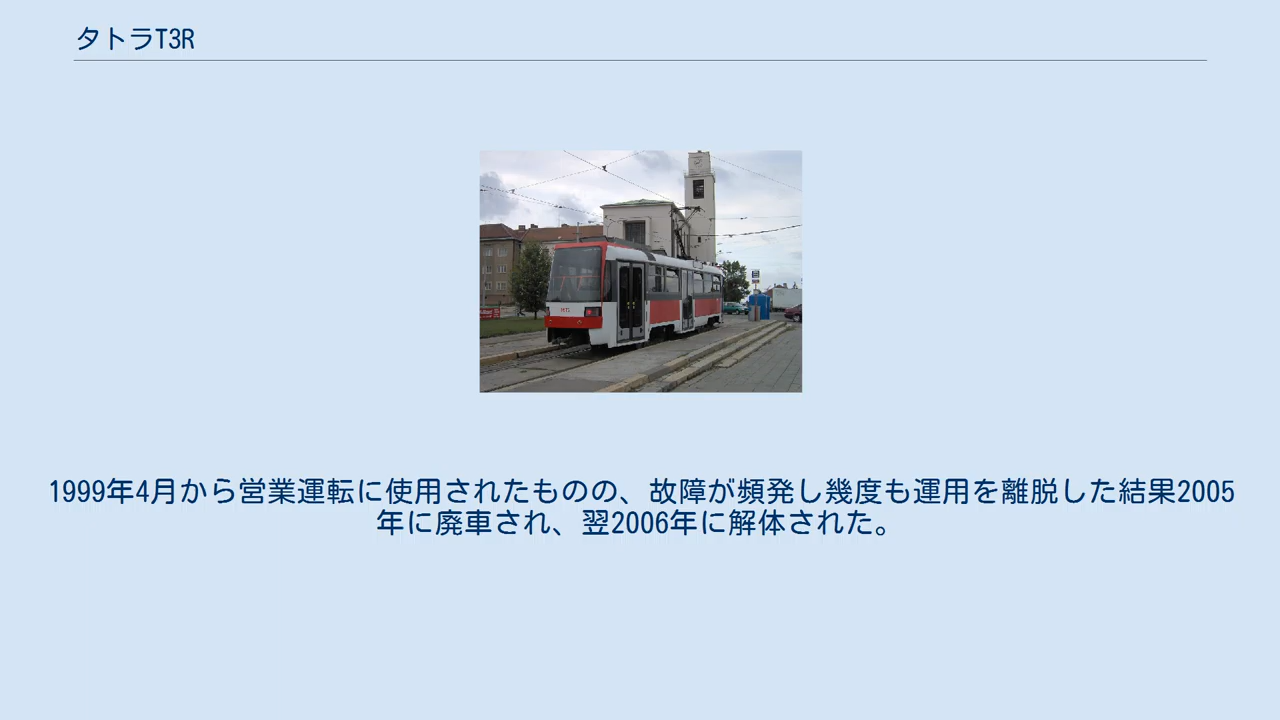 タトラT3R
1999年4月から営業運転に使用されたものの、故障が頻発し幾度も運用を離脱した結果2005
年に廃車され、翌2006年に解体された。